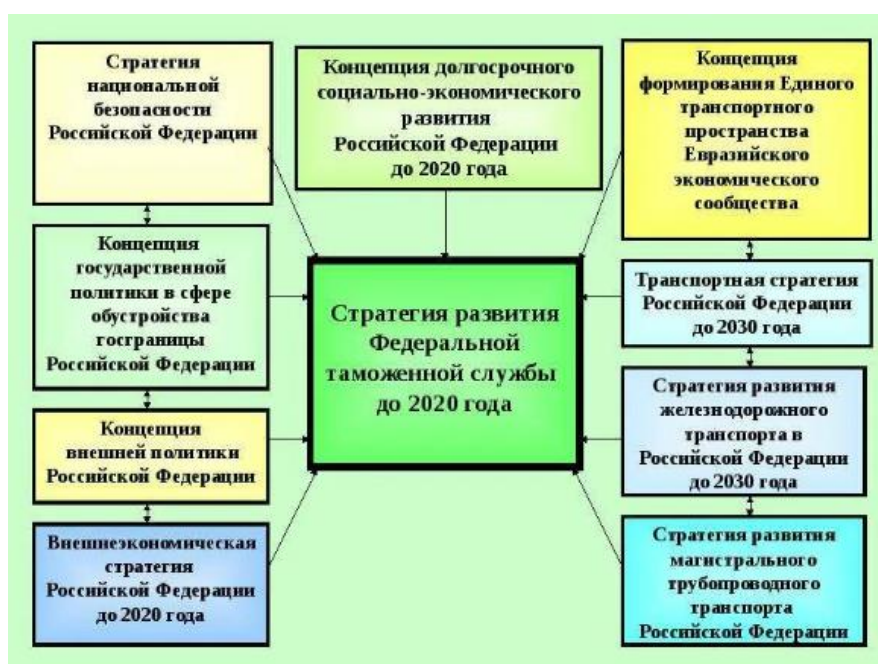 Стратегия
национальной
безопасности
Российской Федерации
Концепция долгосрочного
социально-экономического
развития
Российской Федерации
до 2020 года
Концепция
формирования Единого
транспортного
пространства
Евразийского
экономического
сообщества
Концепция
государственной
политики в сфере
обустройства
госграницы
Российской Федерации
Стратегия развития
Федеральной
таможенной службы
до 2020 года
Транспортная стратегия
Российской Федерации
до 2030 года
Концепция
внешней политики
Российской Федерации
Стратегия развития
железнодорожного
транспорта в
Российской Федерации
до 2030 года
Внешнеэкономическая
стратегия
Российской Федерации
до 2020 года
Стратегия развития
магистрального
трубопроводного
транспорта
Российской Федерации